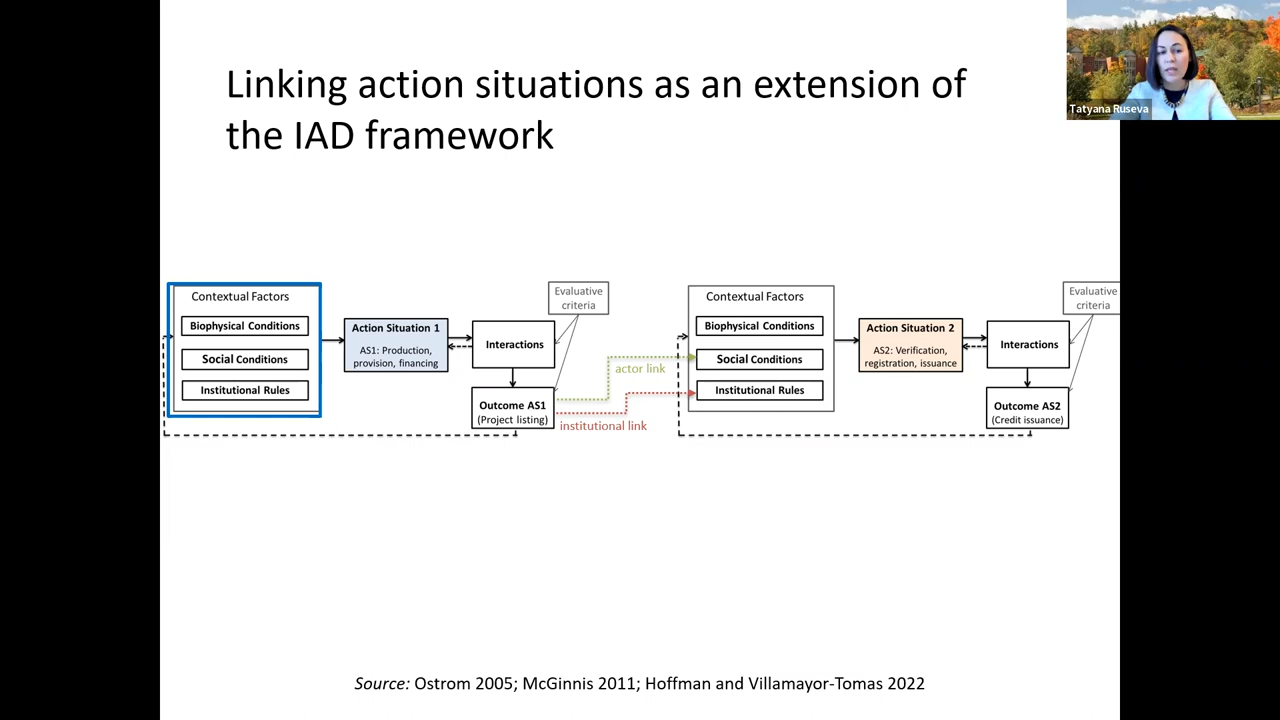 Linking action situations as an extension of
the IAD framework
Tatyana Ruseva
Contextual Factors
Biophysical Conditions
Social Conditions
Institutional Rules
Action Situation 1
AS1: Production,
provision, financing
Interactions
Evaluative
criteria
Outcome AS1
(Project listing)
actor link
institutional link
Contextual Factors
Biophysical Conditions
Social Conditions
Institutional Rules
Action Situation 2
AS2: Verification,
registration, issuance
Interactions
Evaluative
criteria
Outcome AS2
(Credit issuance)
Source: Ostrom 2005; McGinnis 2011; Hoffman and Villamayor-Tomas 2022